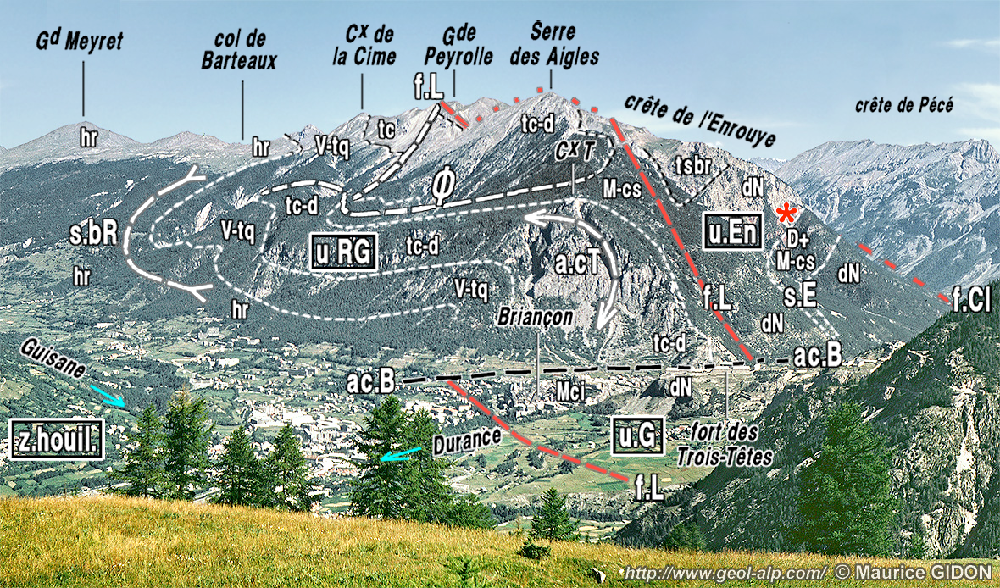 Gd Meyret
col de
Barteaux
Cx de
la Cime
Gde
Peyrolle
Serre
des Aigles
f.L
crête de l'Enrouye
crête de Pécé
hr
hr
V-tq
tc
tc-d
Cx T
tsbr
M-cs
dN
Φ
tc-d
s.bR
V-tq
u RG
tc-d
a.cT
u.En
D+
M-cs
dN
hr
V-tq
f.L
s.E
f.Cl
hr
Briançon
dN
tc-d
Guisane
ac.B
ac.B
Mci
dN
z.houil.
Durance
u.G
fort des
Trois-Têtes
f.L
http://www.geol-alp.com/ © Maurice GIDON